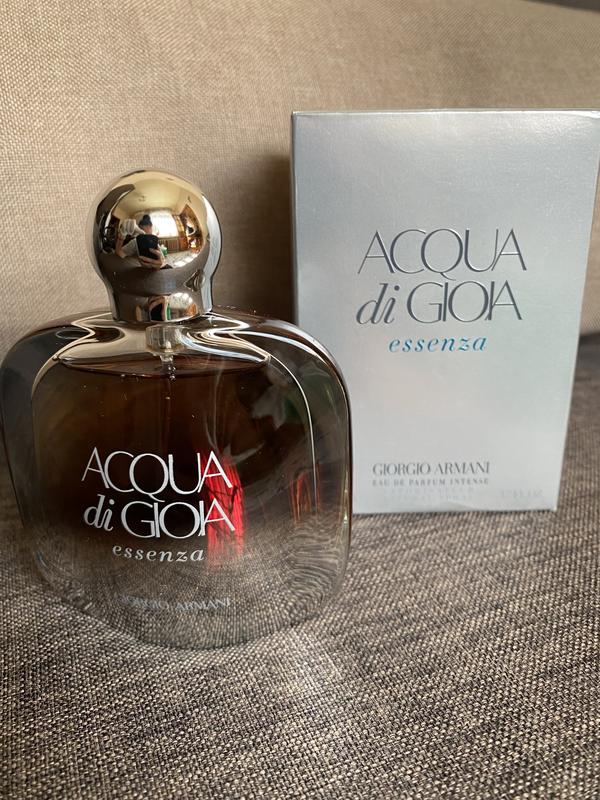 ACQUA
di GIOIA
essenza
GIORGIO ARMANI
ACQUA
di GIOIA
essenza
GIORGIO ARMANI
EAU DE PARFUM INTENSE